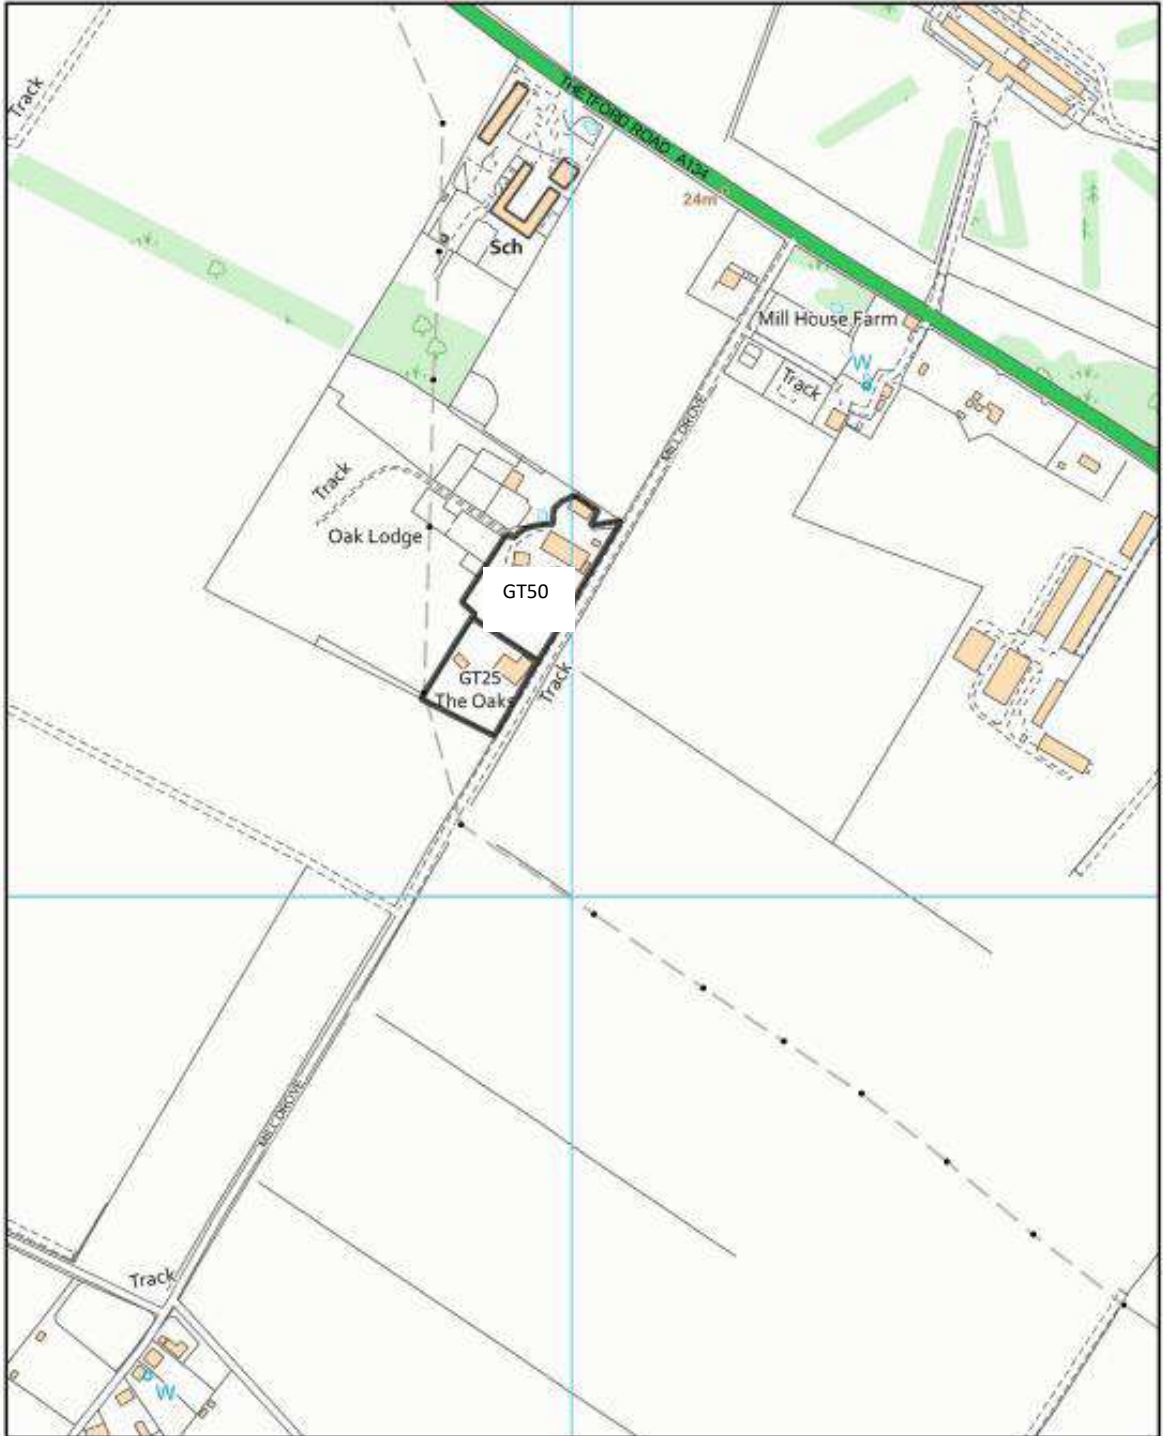 Track
THETFORD ROAD A134
24m
Sch
Mill House Farm
W
Track
MILL DROVE
Track
Oak Lodge
GT50
GT25
The Oaks
Track
MILL DROVE
Track
W